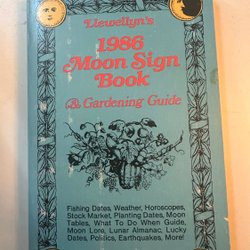 Llewellyn's
1986
Moon Sign
Book
& Gardening Guide
Fishing Dates, Weather, Horoscopes,
Stock Market, Planting Dates, Moon
Tables, What To Do When Guide,
Moon Lore, Lunar Almanac, Lucky
Dates, Politics, Earthquakes, More!